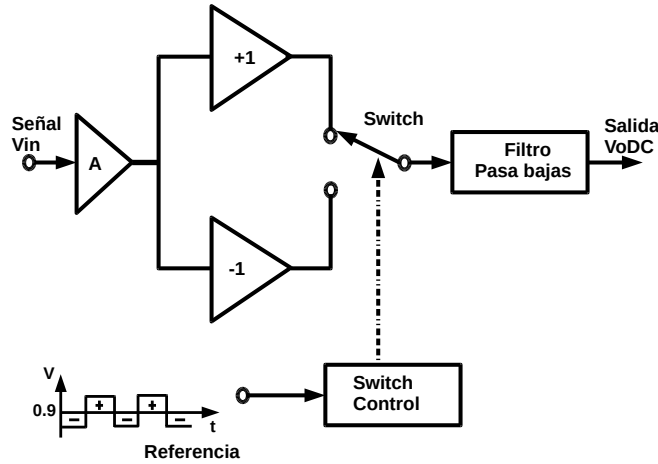 +1
Señal
Vin
A
Switch
Filtro
Pasa bajas
Salida
VoDC
-1
V
0.9
+ +
− − −
t
Referencia
Switch
Control